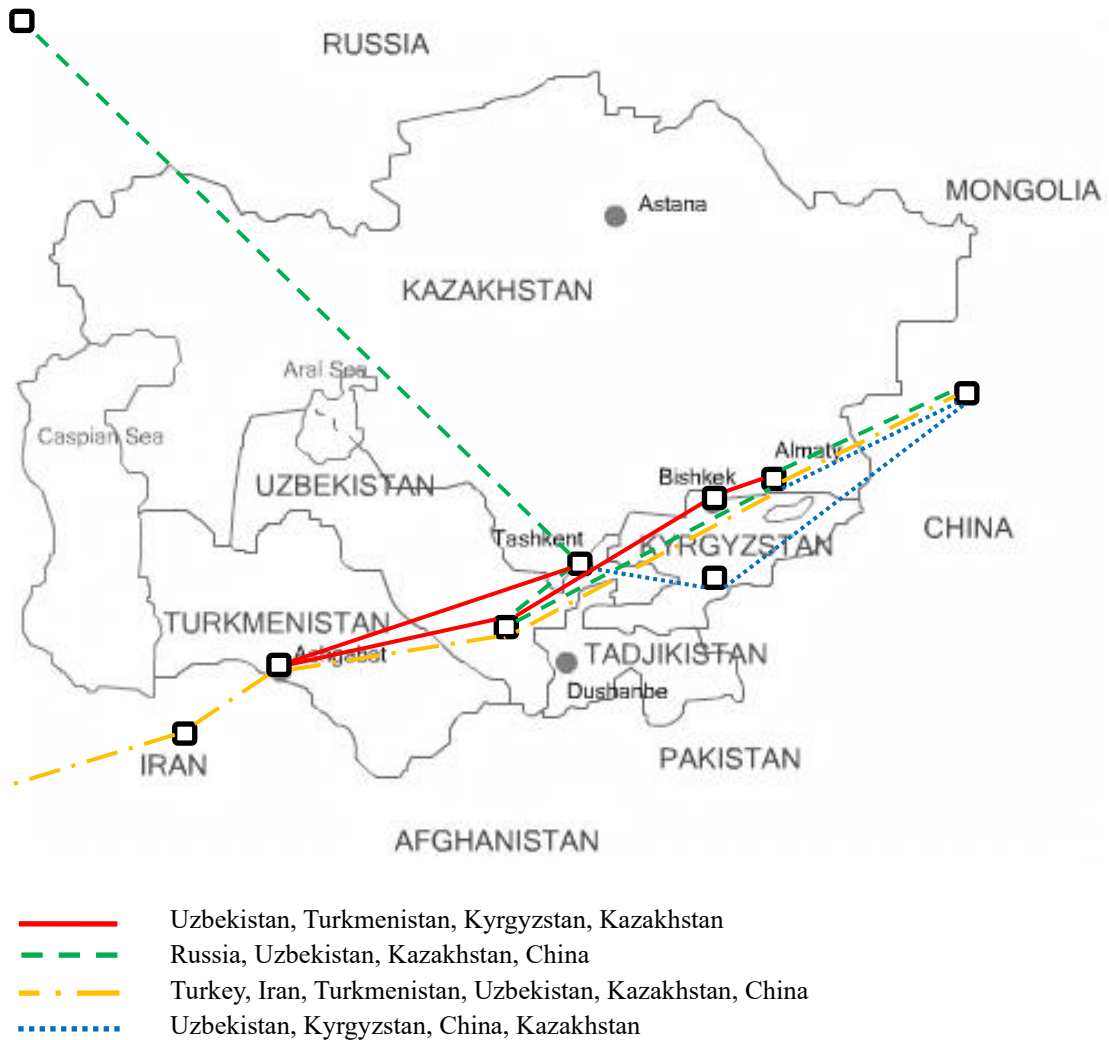 RUSSIA
MONGOLIA
Astana
KAZAKHSTAN
Aral Sea
Caspian Sea
Almaty
Bishkek
UZBEKISTAN
CHINA
Tashkent
KYRGYZSTAN
TURKMENISTAN
Ashgabat
TADJIKISTAN
Dushanbe
IRAN
PAKISTAN
AFGHANISTAN
Uzbekistan, Turkmenistan, Kyrgyzstan, Kazakhstan
Russia, Uzbekistan, Kazakhstan, China
Turkey, Iran, Turkmenistan, Uzbekistan, Kazakhstan, China
Uzbekistan, Kyrgyzstan, China, Kazakhstan